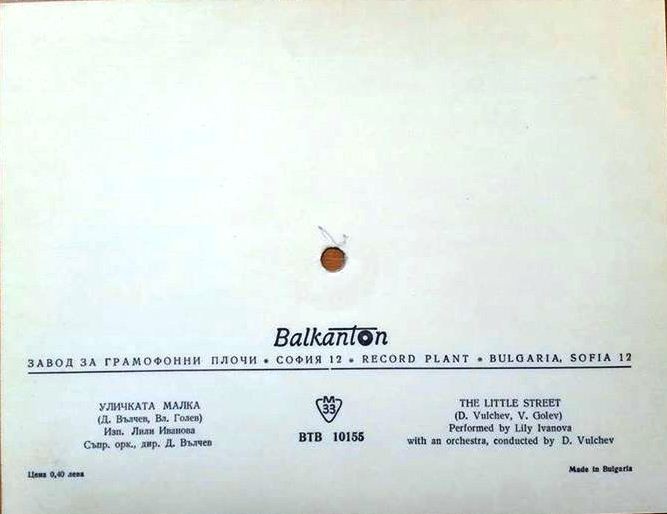 Balkanton
ЗАВОД ЗА ГРАМОФОННИ ПЛОЧИ * СОФИЯ 12 * RECORD PLANT * BULGARIA, SOFIA 12
УЛИЧКАТА МАЛКА
(Д. Вълчев, Вл. Голев)
Изп. Лили Иванова
Съпр. орк., дир. Д. Вълчев
M
33
ВТВ 10155
THE LITTLE STREET
(D. Vulchev, V. Golev)
Performed by Lily Ivanova
with an orchestra, conducted by D. Vulchev
Цена 0,40 лева
Made in Bulgaria